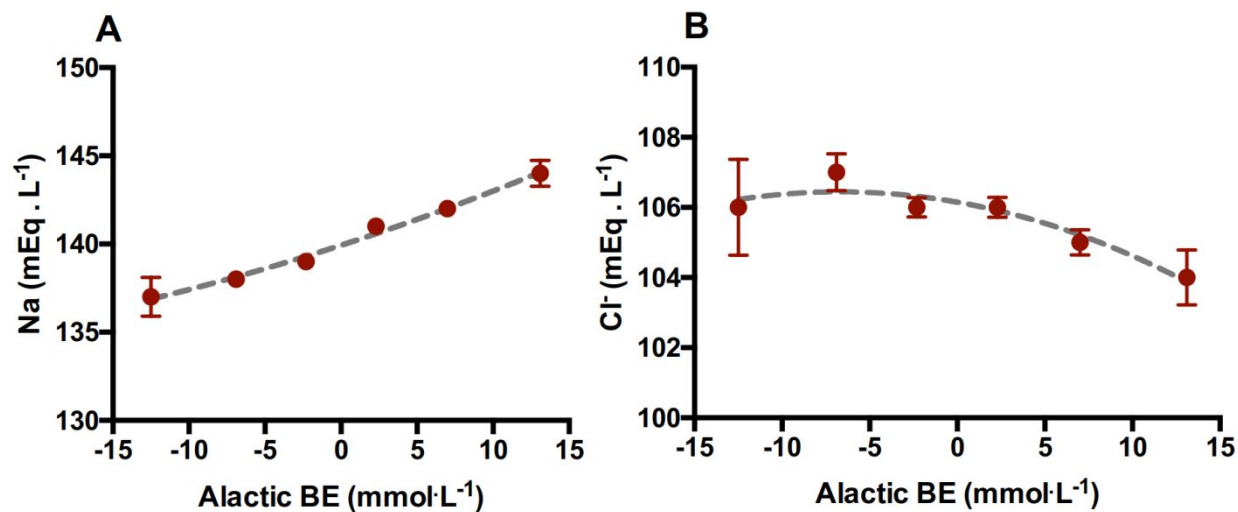 A
B
Na (mEq . L-1)
150
145
140
135
130
-15 -10 -5 0 5 10 15
Alactic BE (mmol·L-1)
Cl- (mEq . L-1)
110
108
106
104
102
100
-15 -10 -5 0 5 10 15
Alactic BE (mmol·L-1)